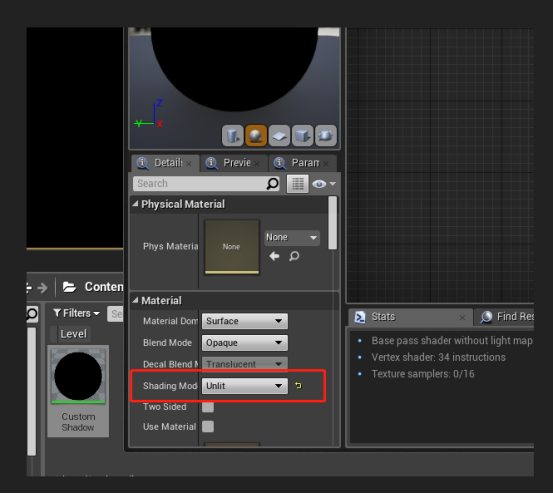 Z
Y X
Details
Previe
Param
Search
Physical Material
Phys Materia
None
None
Conten
Filters
Se
Level
Custom
Shadow
Material
Material Dom
Surface
Blend Mode
Opaque
Decal Blend M
Translucent
Shading Mod
Unlit
Two Sided
Use Material
Stats
Find Res
Base pass shader without light map
Vertex shader: 34 instructions
Texture samplers: 0/16